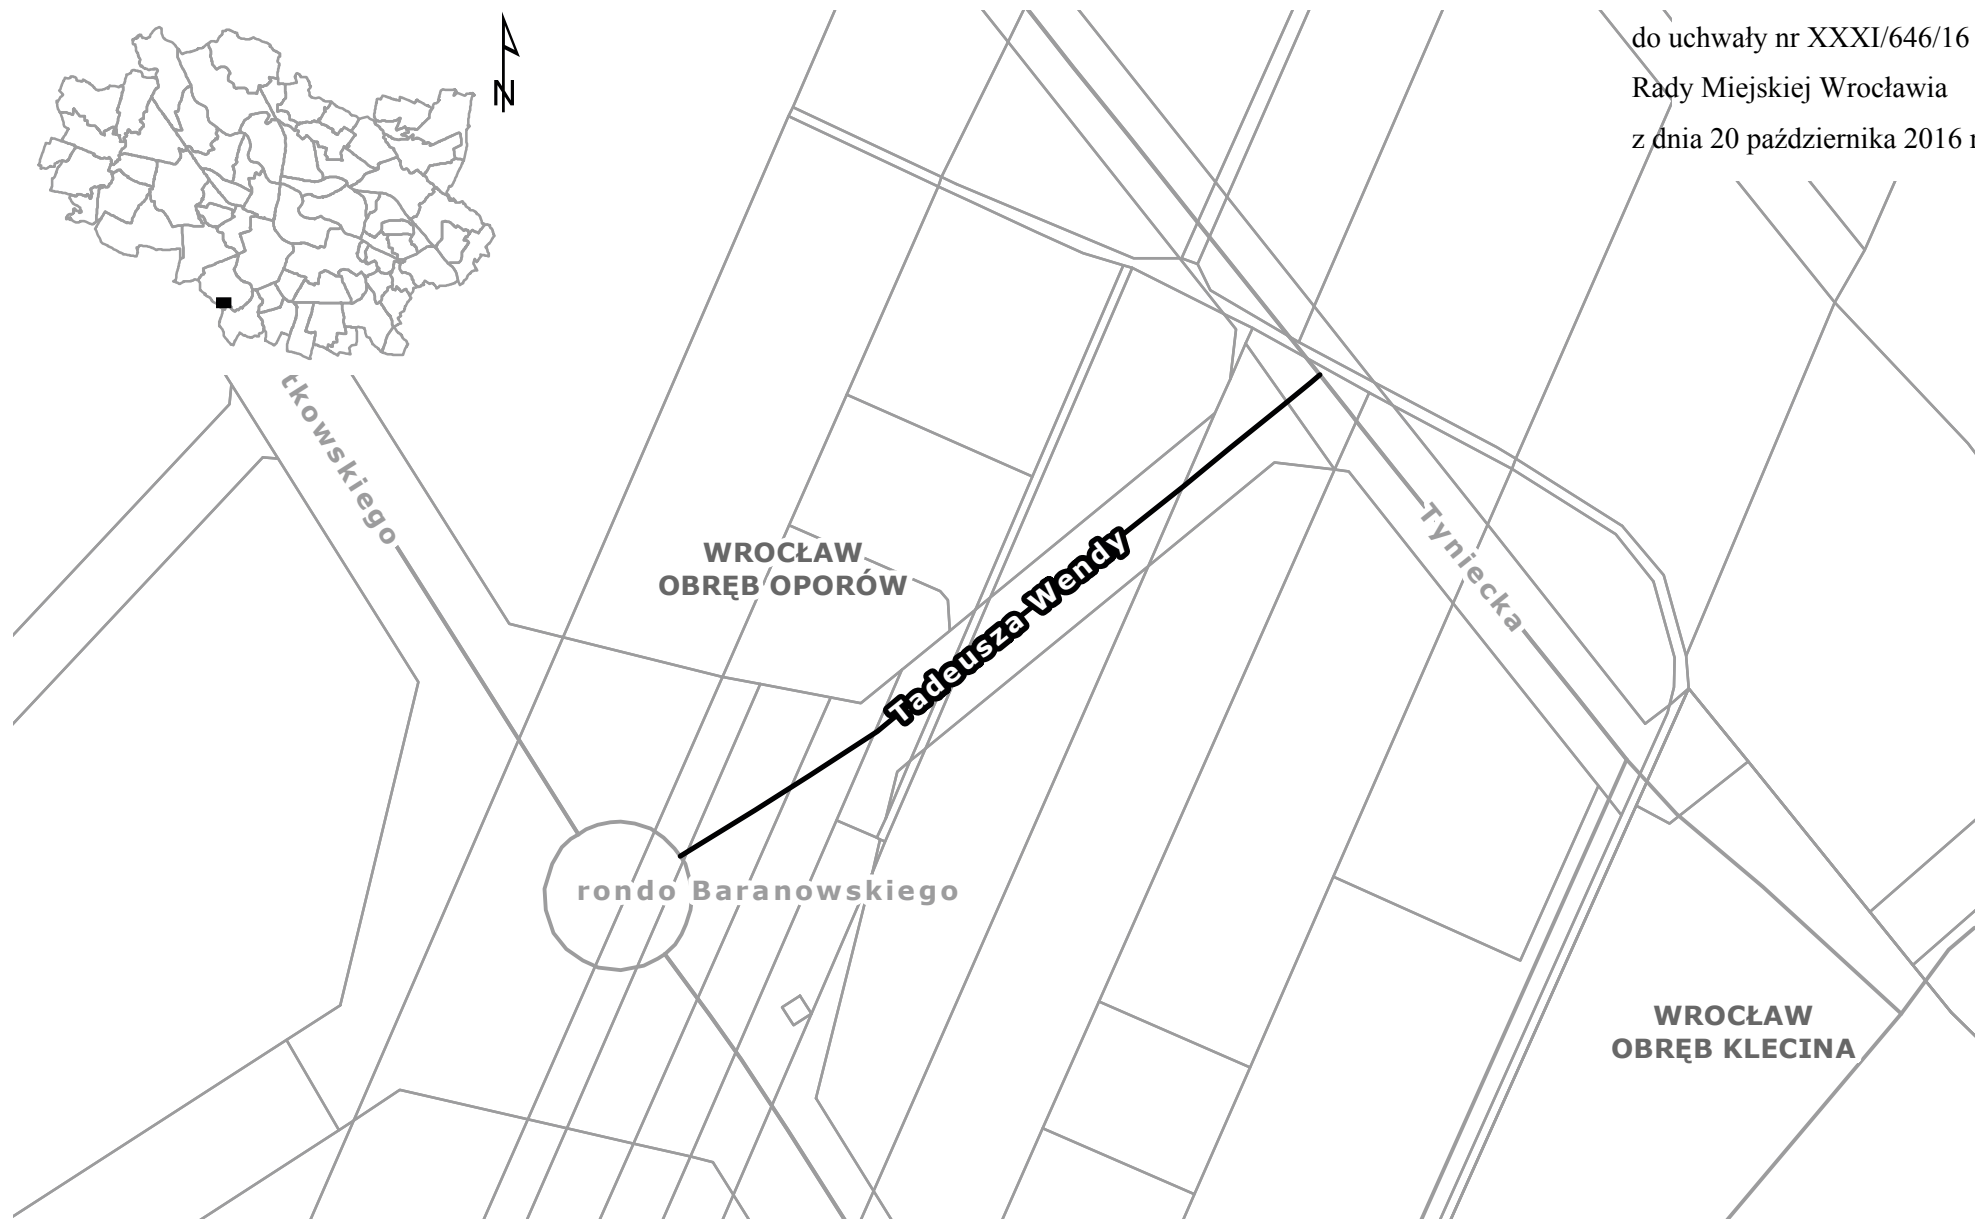 do uchwały nr XXXI/646/16
Rady Miejskiej Wrocławia
z dnia 20 października 2016 r
N
tkowskiego
WROCŁAW
OBRĘB OPORÓW
Tadeusza Wendy
Tyniecka
rondo Baranowskiego
WROCŁAW
OBRĘB KLECINA